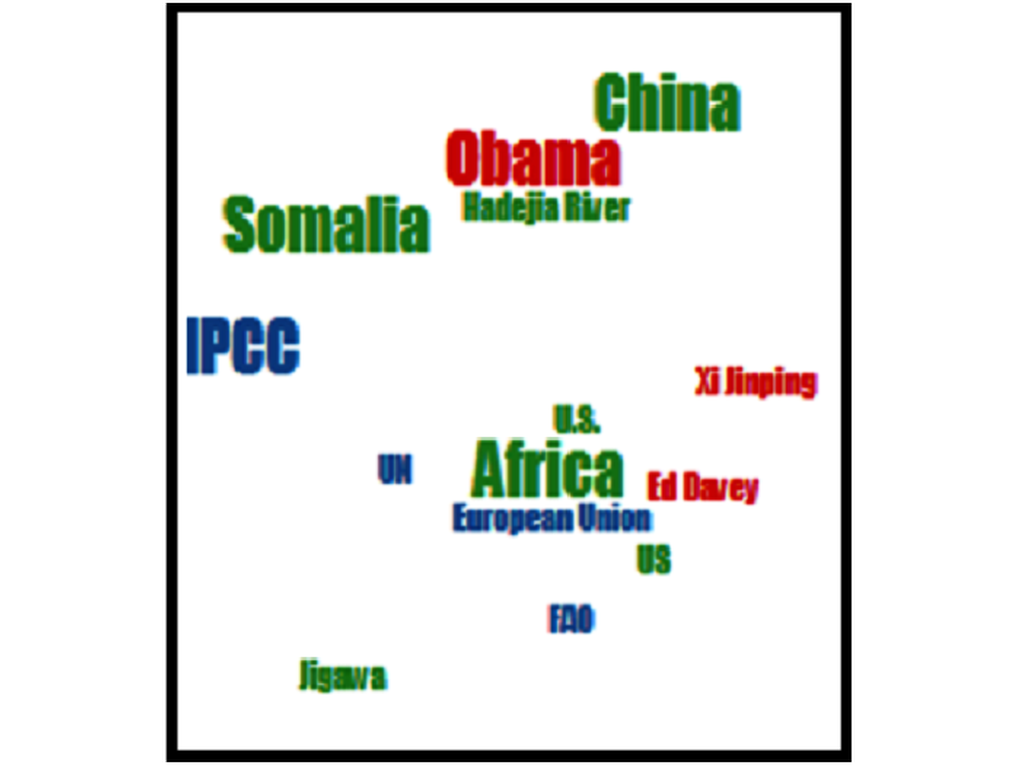 China
Obama
Hadejia River
Somalia
IPCC
Xi Jinping
U.S.
UN
Africa
Ed Davey
European Union
US
FAO
Jigawa